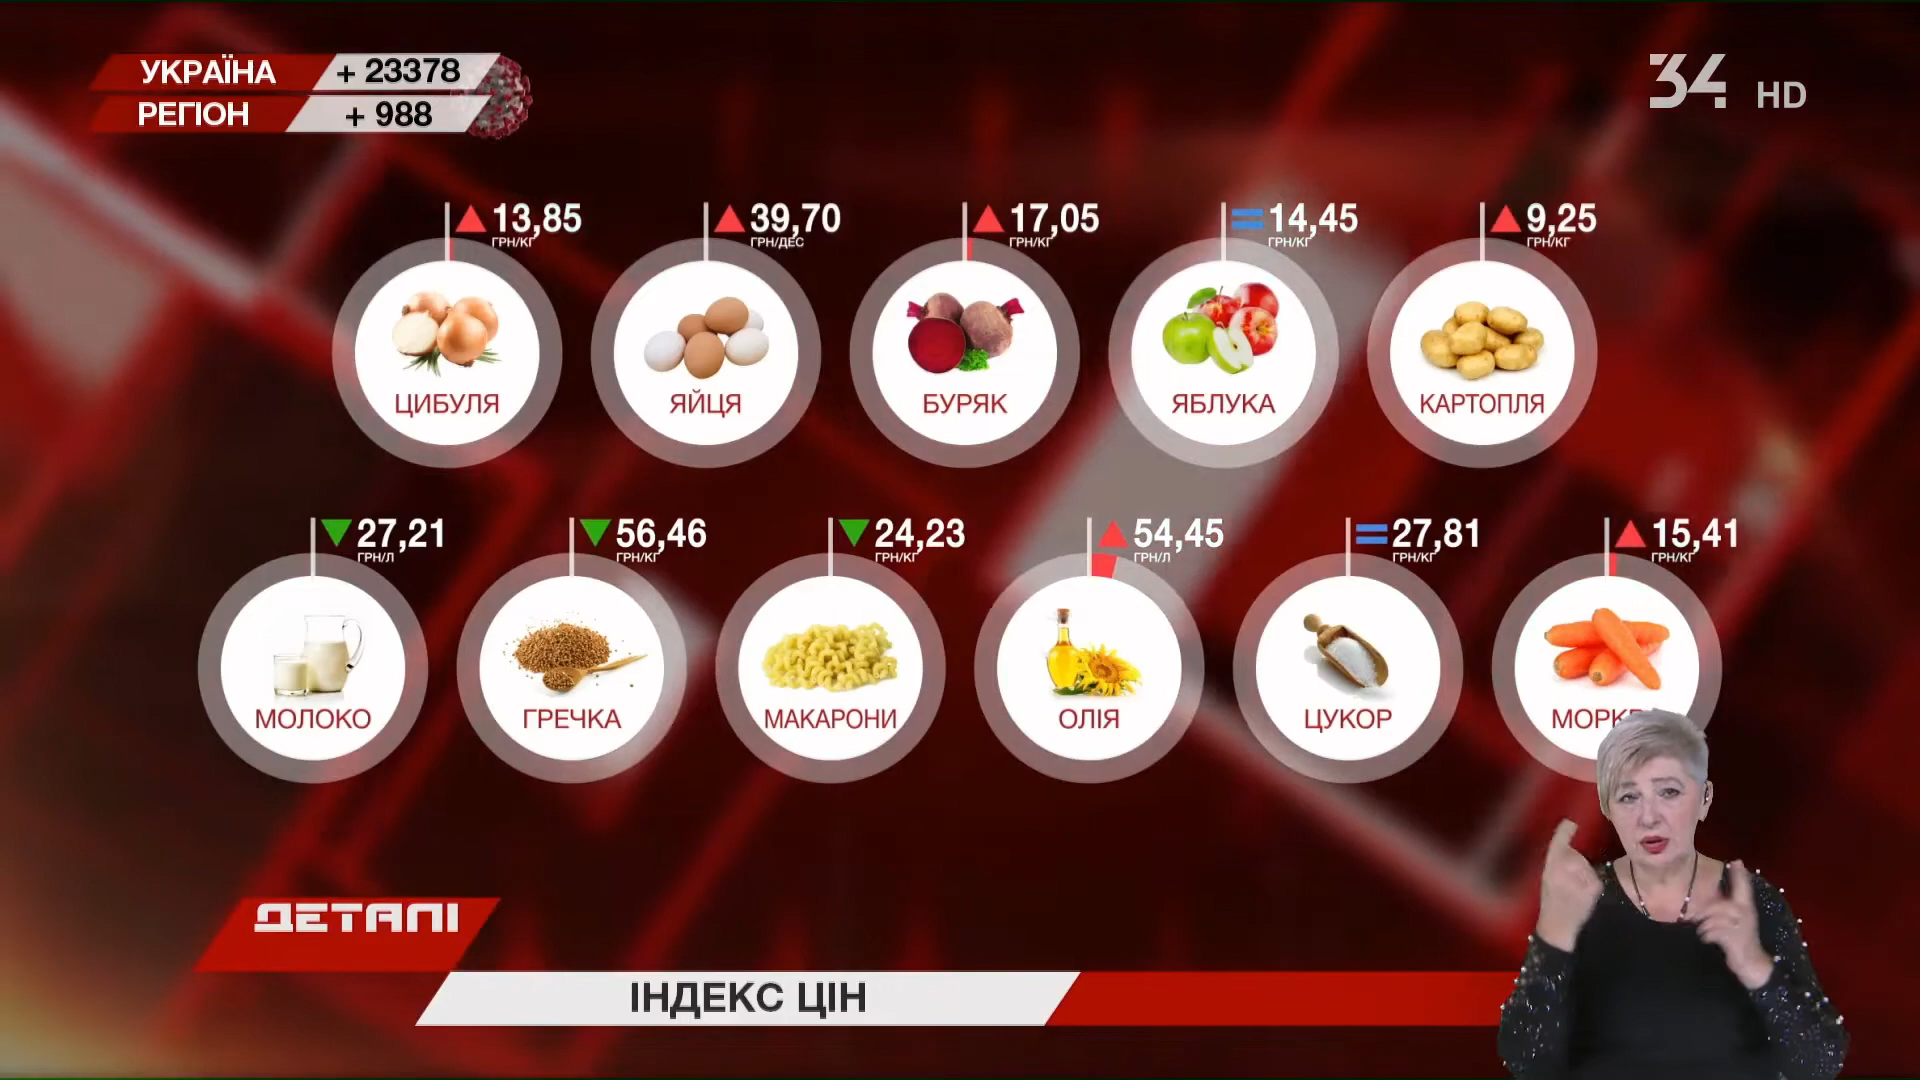 УКРАЇНА + 23378
РЕГІОН + 988
34 HD
13,85 39,70 17,05 14,45 9,25
ГРН/КГ ГРН/ДЕС ГРН/КГ ГРН/КГ ГРН/КГ
ЦИБУЛЯ ЯЙЦЯ БУРЯК ЯБЛУКА КАРТОПЛЯ
27,21 56,46 24,23 54,45 27,81 15,41
ГРН/Л ГРН/КГ ГРН/КГ ГРН/Л ГРН/КГ ГРН/КГ
МОЛОКО ГРЕЧКА МАКАРОНИ ОЛІЯ ЦУКОР
ДЕТАЛІ
ІНДЕКС ЦІН